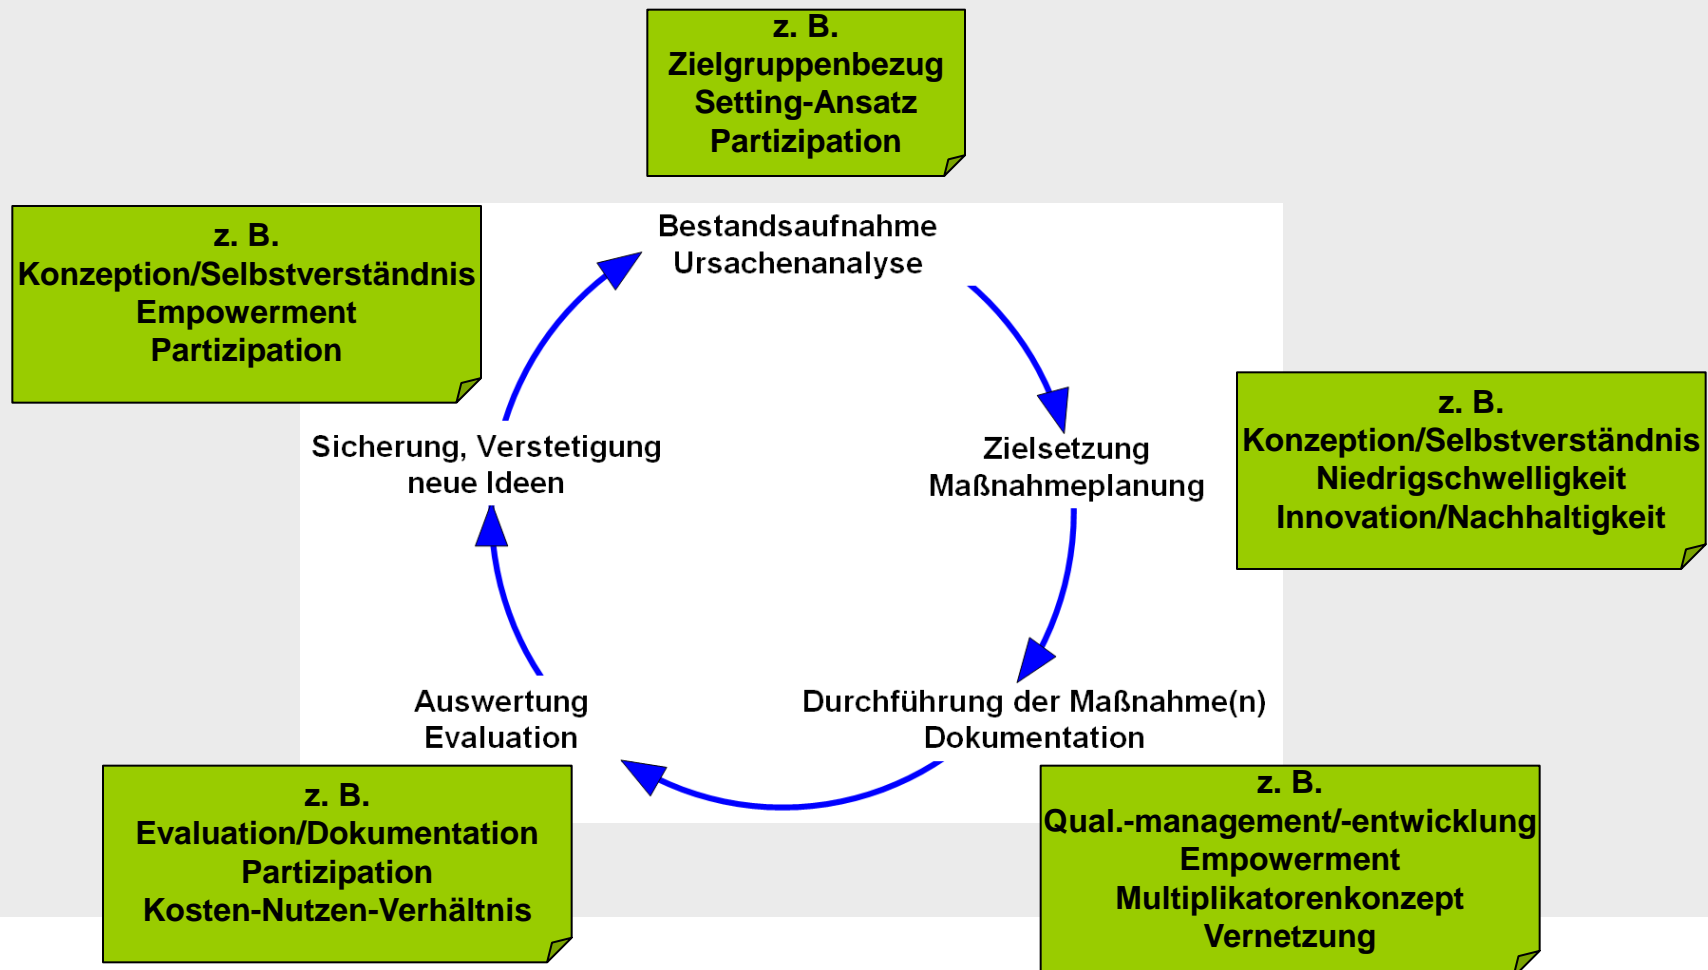 z. B.
Zielgruppenbezug
Setting-Ansatz
Partizipation
Bestandsaufnahme
Ursachenanalyse
z. B.
Konzeption/Selbstverständnis
Empowerment
Partizipation
Sicherung, Verstetigung
neue Ideen
Zielsetzung
Maßnahmeplanung
z. B.
Konzeption/Selbstverständnis
Niedrigschwelligkeit
Innovation/Nachhaltigkeit
Auswertung
Evaluation
Durchführung der Maßnahme(n)
Dokumentation
z. B.
Evaluation/Dokumentation
Partizipation
Kosten-Nutzen-Verhältnis
z. B.
Qual.-management/-entwicklung
Empowerment
Multiplikatorenkonzept
Vernetzung